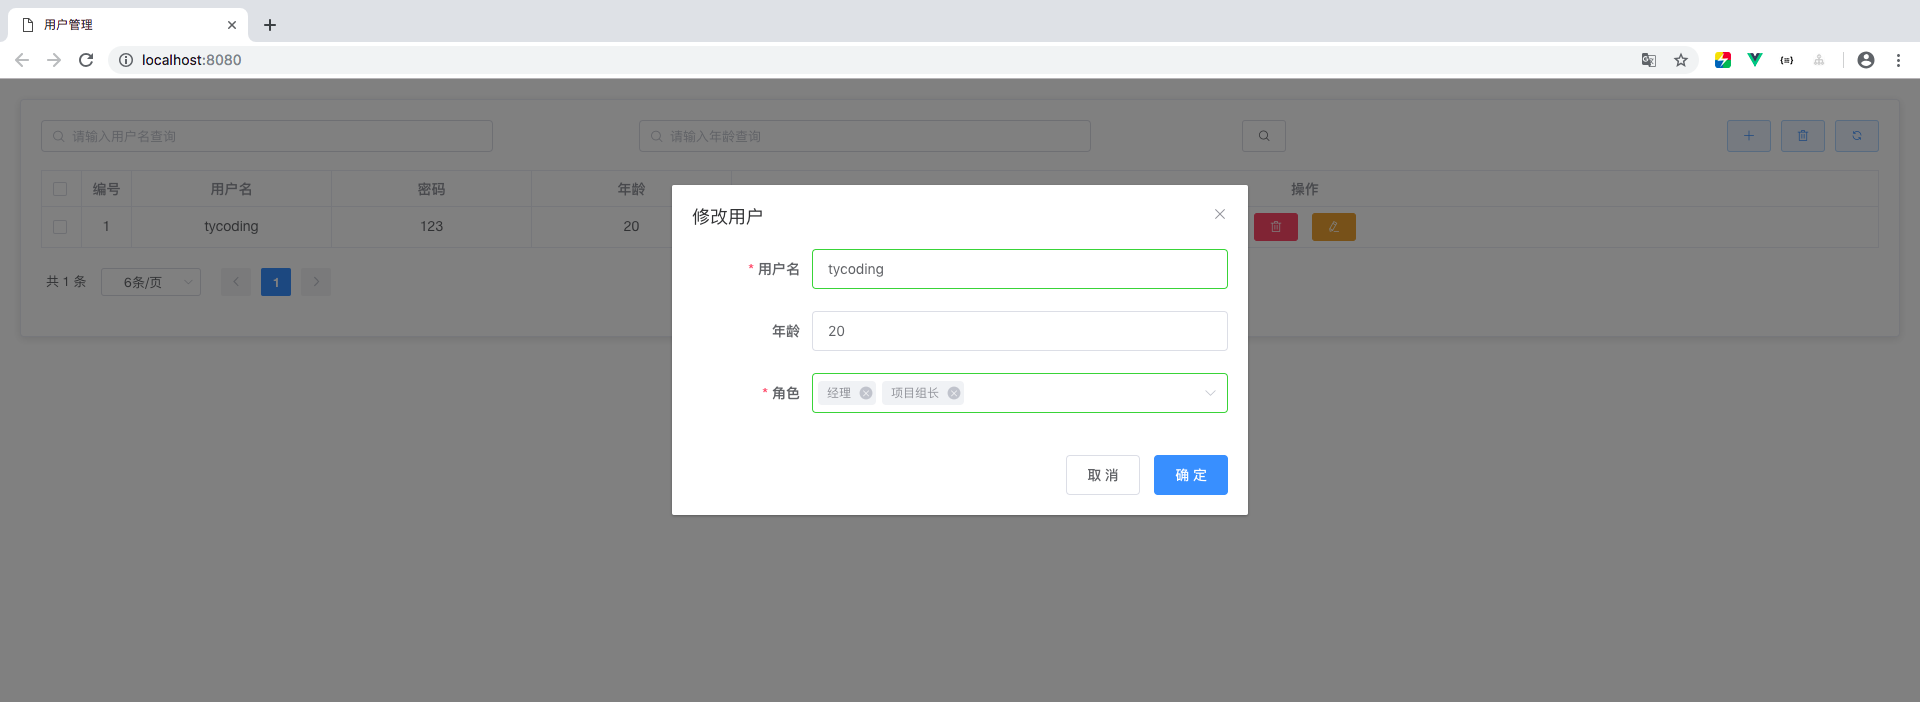 用户管理
localhost:8080
请输入用户名查询 请输入年龄查询
编号 用户名 密码 年龄 操作
1 tycoding 123 20
共 1 条 6条/页 1
修改用户
* 用户名 tycoding
年龄 20
* 角色 经理 项目组长
取 消 确 定